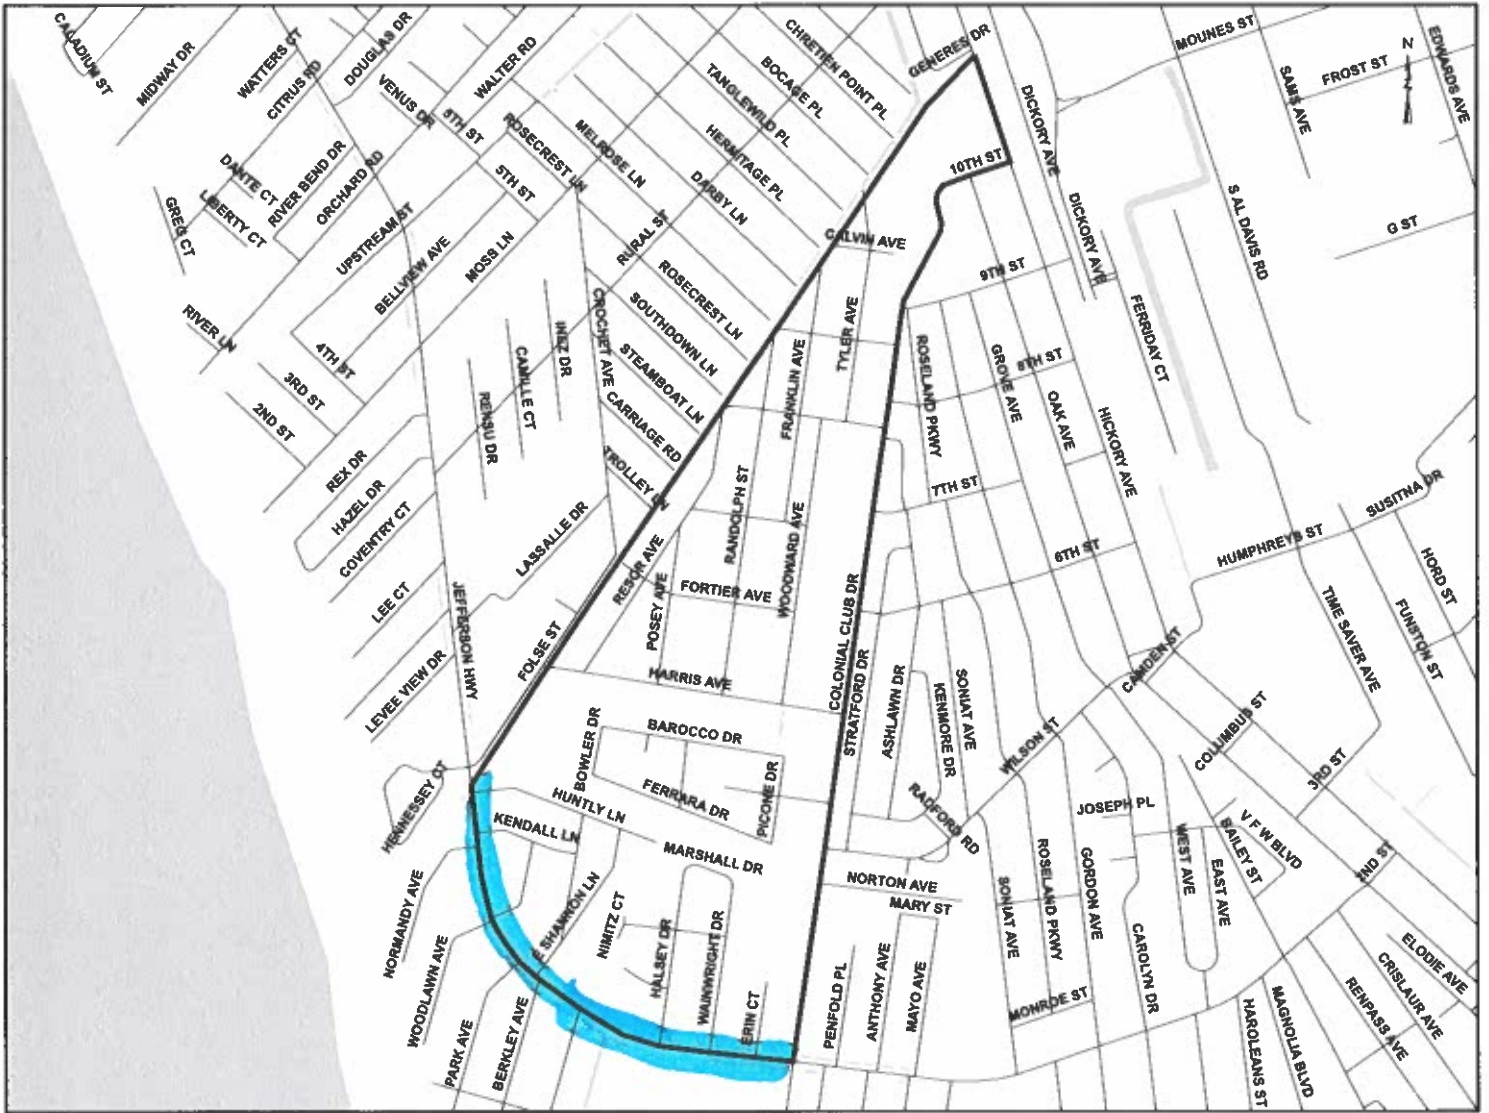 CALADIUM ST
MIDWAY DR
WATTERS CT
CITRUS RD
DOUGLAS DR
VENUS DR
WALTER RD
CHRETIEN POINT PL
BOCAGE PL
TANGLEWILD PL
HERMITAGE PL
GENERES DR
DICKORY AVE
MOUNES ST
SAMS AVE
FROST ST
N
EDWARDS AVE
5TH ST
ROSECREST LN
MELROSE LN
DARBY LN
10TH ST
DANTE CT
RIVER BEND DR
ORCHARD RD
LIBERTY CT
GREG CT
5TH ST
UPSTREAM ST
BELLVIEW AVE
MOSS LN
RURAL ST
GALVIN AVE
DICKORY AVE
S AL DAVIS RD
G ST
ROSECREST LN
SOUTHDOWN LN
STEAMBOAT LN
CARRIAGE RD
TROLLEY LN
CROCHET AVE
INEZ DR
CAMILLE CT
RENSU DR
9TH ST
FERRIDAY CT
RIVER LN
4TH ST
3RD ST
2ND ST
TYLER AVE
FRANKLIN AVE
ROSELAND PKWY
GROVE AVE
8TH ST
OAK AVE
HICKORY AVE
REX DR
HAZEL DR
COVENTRY CT
LASSALLE DR
RANDOLPH ST
WOODWARD AVE
7TH ST
SUSITNA DR
HUMPHREYS ST
6TH ST
HORD ST
FUNSTON ST
TIME SAVER AVE
LEE CT
JEFFERSON HWY
RESOR AVE
POSEY AVE
FORTIER AVE
FOLSE ST
LEVEE VIEW DR
HARRIS AVE
COLONIAL CLUB DR
STRATFORD DR
ASHLAWN DR
KENMORE DR
SONIAT AVE
CAMDEN ST
COLUMBUS ST
WILSON ST
3RD ST
BAROCCO DR
BOWLER DR
FERRARA DR
PICONE DR
HENNESSEY CT
HUNTLY LN
KENDALL LN
MARSHALL DR
RADFORD RD
JOSEPH PL
V F W BLVD
BAILEY ST
WEST AVE
EAST AVE
2ND ST
NORMANDY AVE
WOODLAWN AVE
E SHANNON LN
NIMITZ CT
HALSEY DR
WAINWRIGHT DR
ERIN CT
NORTON AVE
MARY ST
SONIAT AVE
ROSELAND PKWY
GORDON AVE
CAROLYN DR
PENFOLD PL
ANTHONY AVE
MAYO AVE
MONROE ST
PARK AVE
BERKLEY AVE
HAROLEANS ST
MAGNOLIA BLVD
RENPASS AVE
CRISLAUR AVE
ELODIE AVE